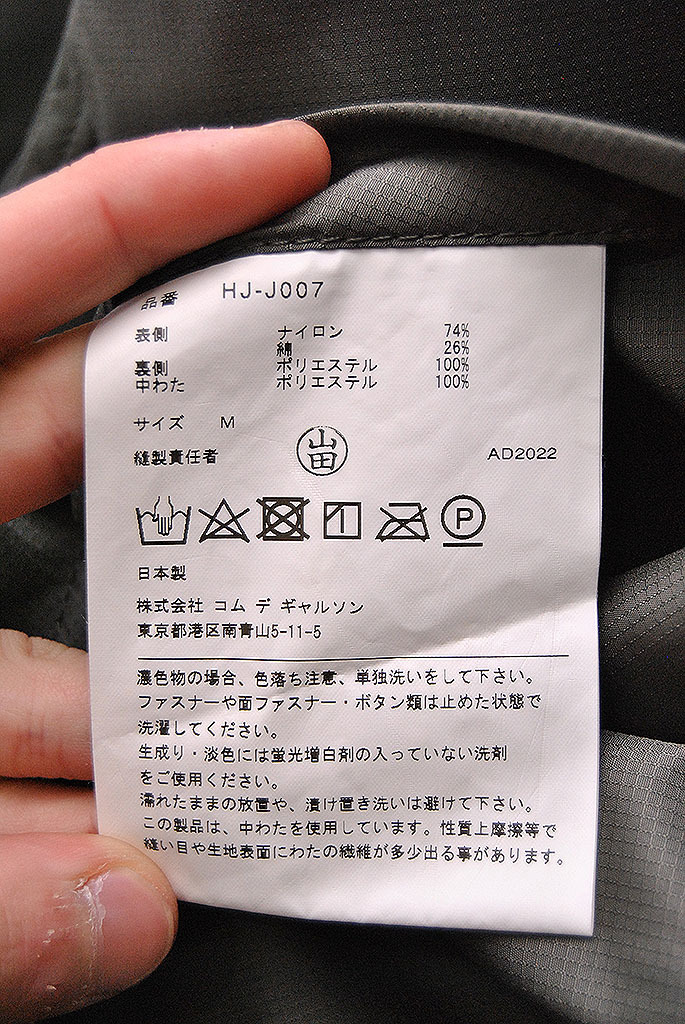 品番 HJ-J007
表側 ナイロン 74%
綿 26%
裏側 ポリエステル 100%
中わた ポリエステル 100%
サイズ M
縫製責任者 山田 AD2022
P
日本製
株式会社 コム デ ギャルソン
東京都港区南青山5-11-5
濃色物の場合、色落ち注意、単独洗いをして下さい。
ファスナーや面ファスナー・ボタン類は止めた状態で
洗濯してください。
生成り・淡色には蛍光増白剤の入っていない洗剤
をご使用ください。
濡れたままの放置や、漬け置き洗いは避けて下さい。
この製品は、中わたを使用しています。性質上摩擦等で
縫い目や生地表面にわたの繊維が多少出る事があります。